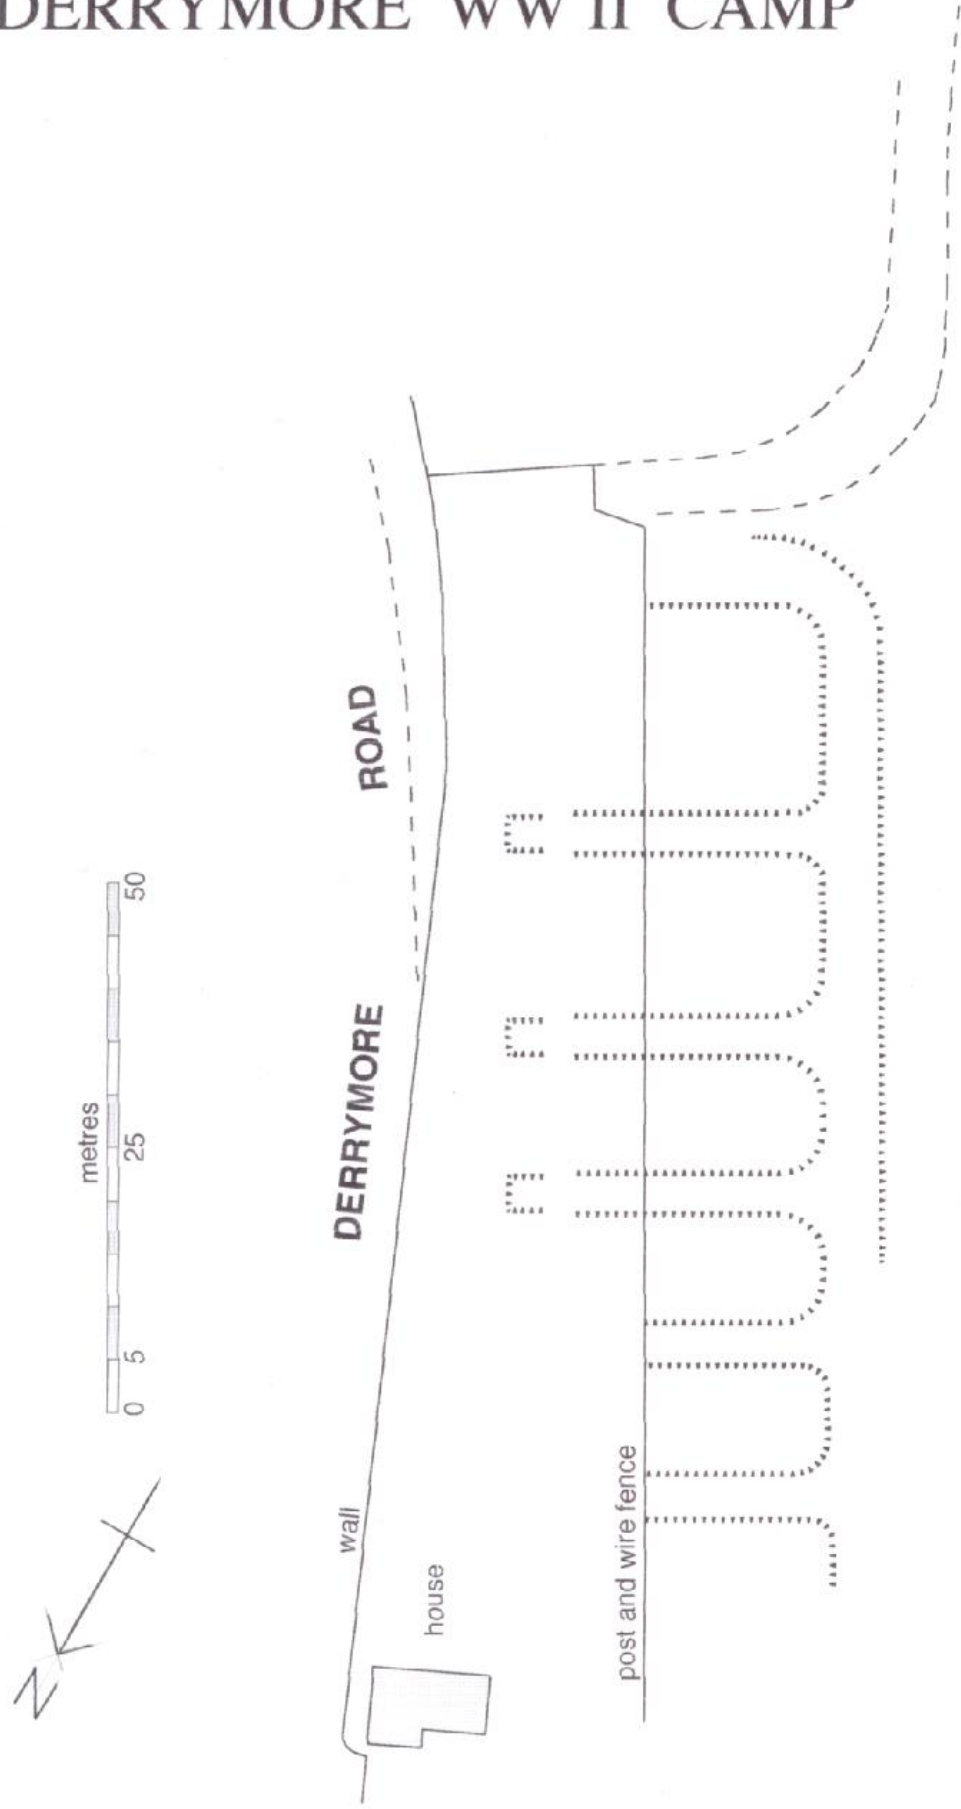 DERRYMORE WW II CAMP
DERRYMORE ROAD
metres
0 5 25 50
N
wall
house
post and wire fence